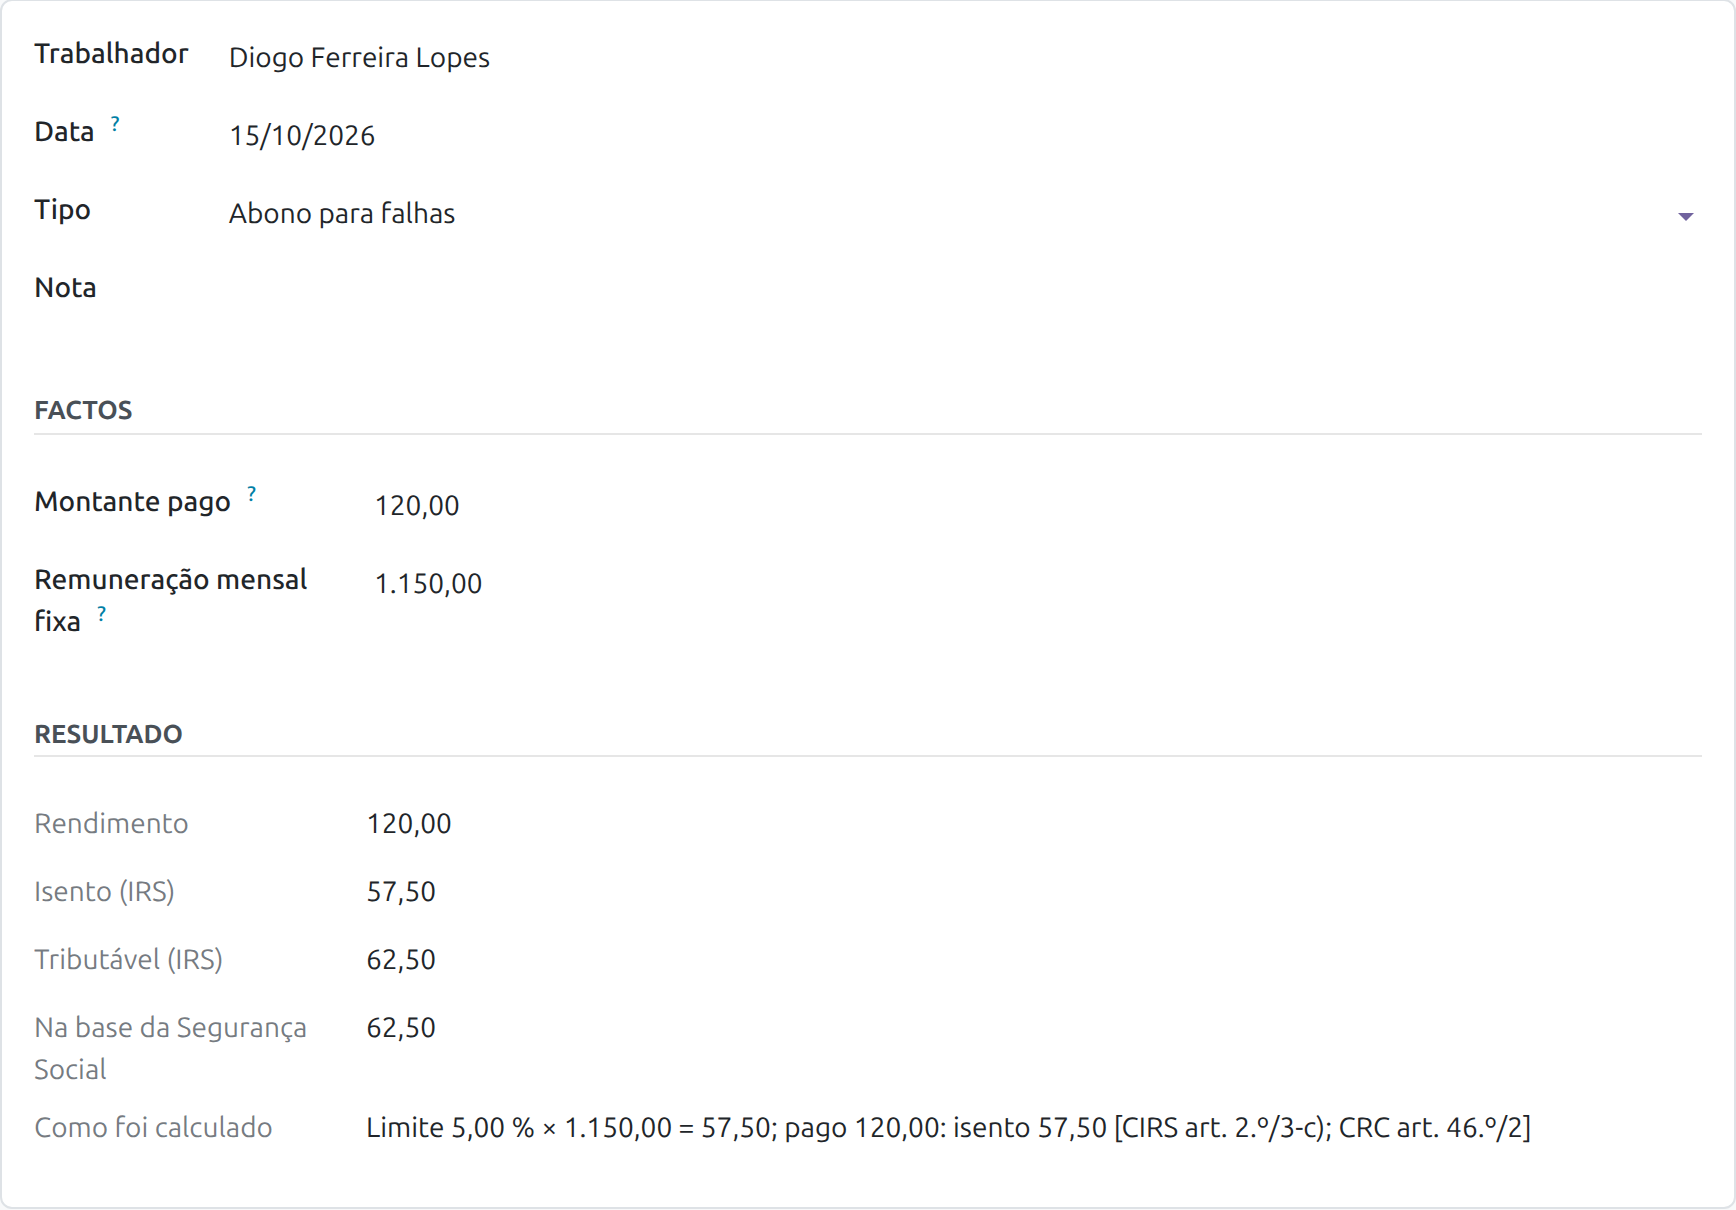 Trabalhador Diogo Ferreira Lopes
Data ? 15/10/2026
Tipo Abono para falhas
Nota
FACTOS
Montante pago ? 120,00
Remuneração mensal 1.150,00
fixa ?
RESULTADO
Rendimento 120,00
Isento (IRS) 57,50
Tributável (IRS) 62,50
Na base da Segurança 62,50
Social
Como foi calculado Limite 5,00 % × 1.150,00 = 57,50; pago 120,00: isento 57,50 [CIRS art. 2.º/3-c); CRC art. 46.º/2]